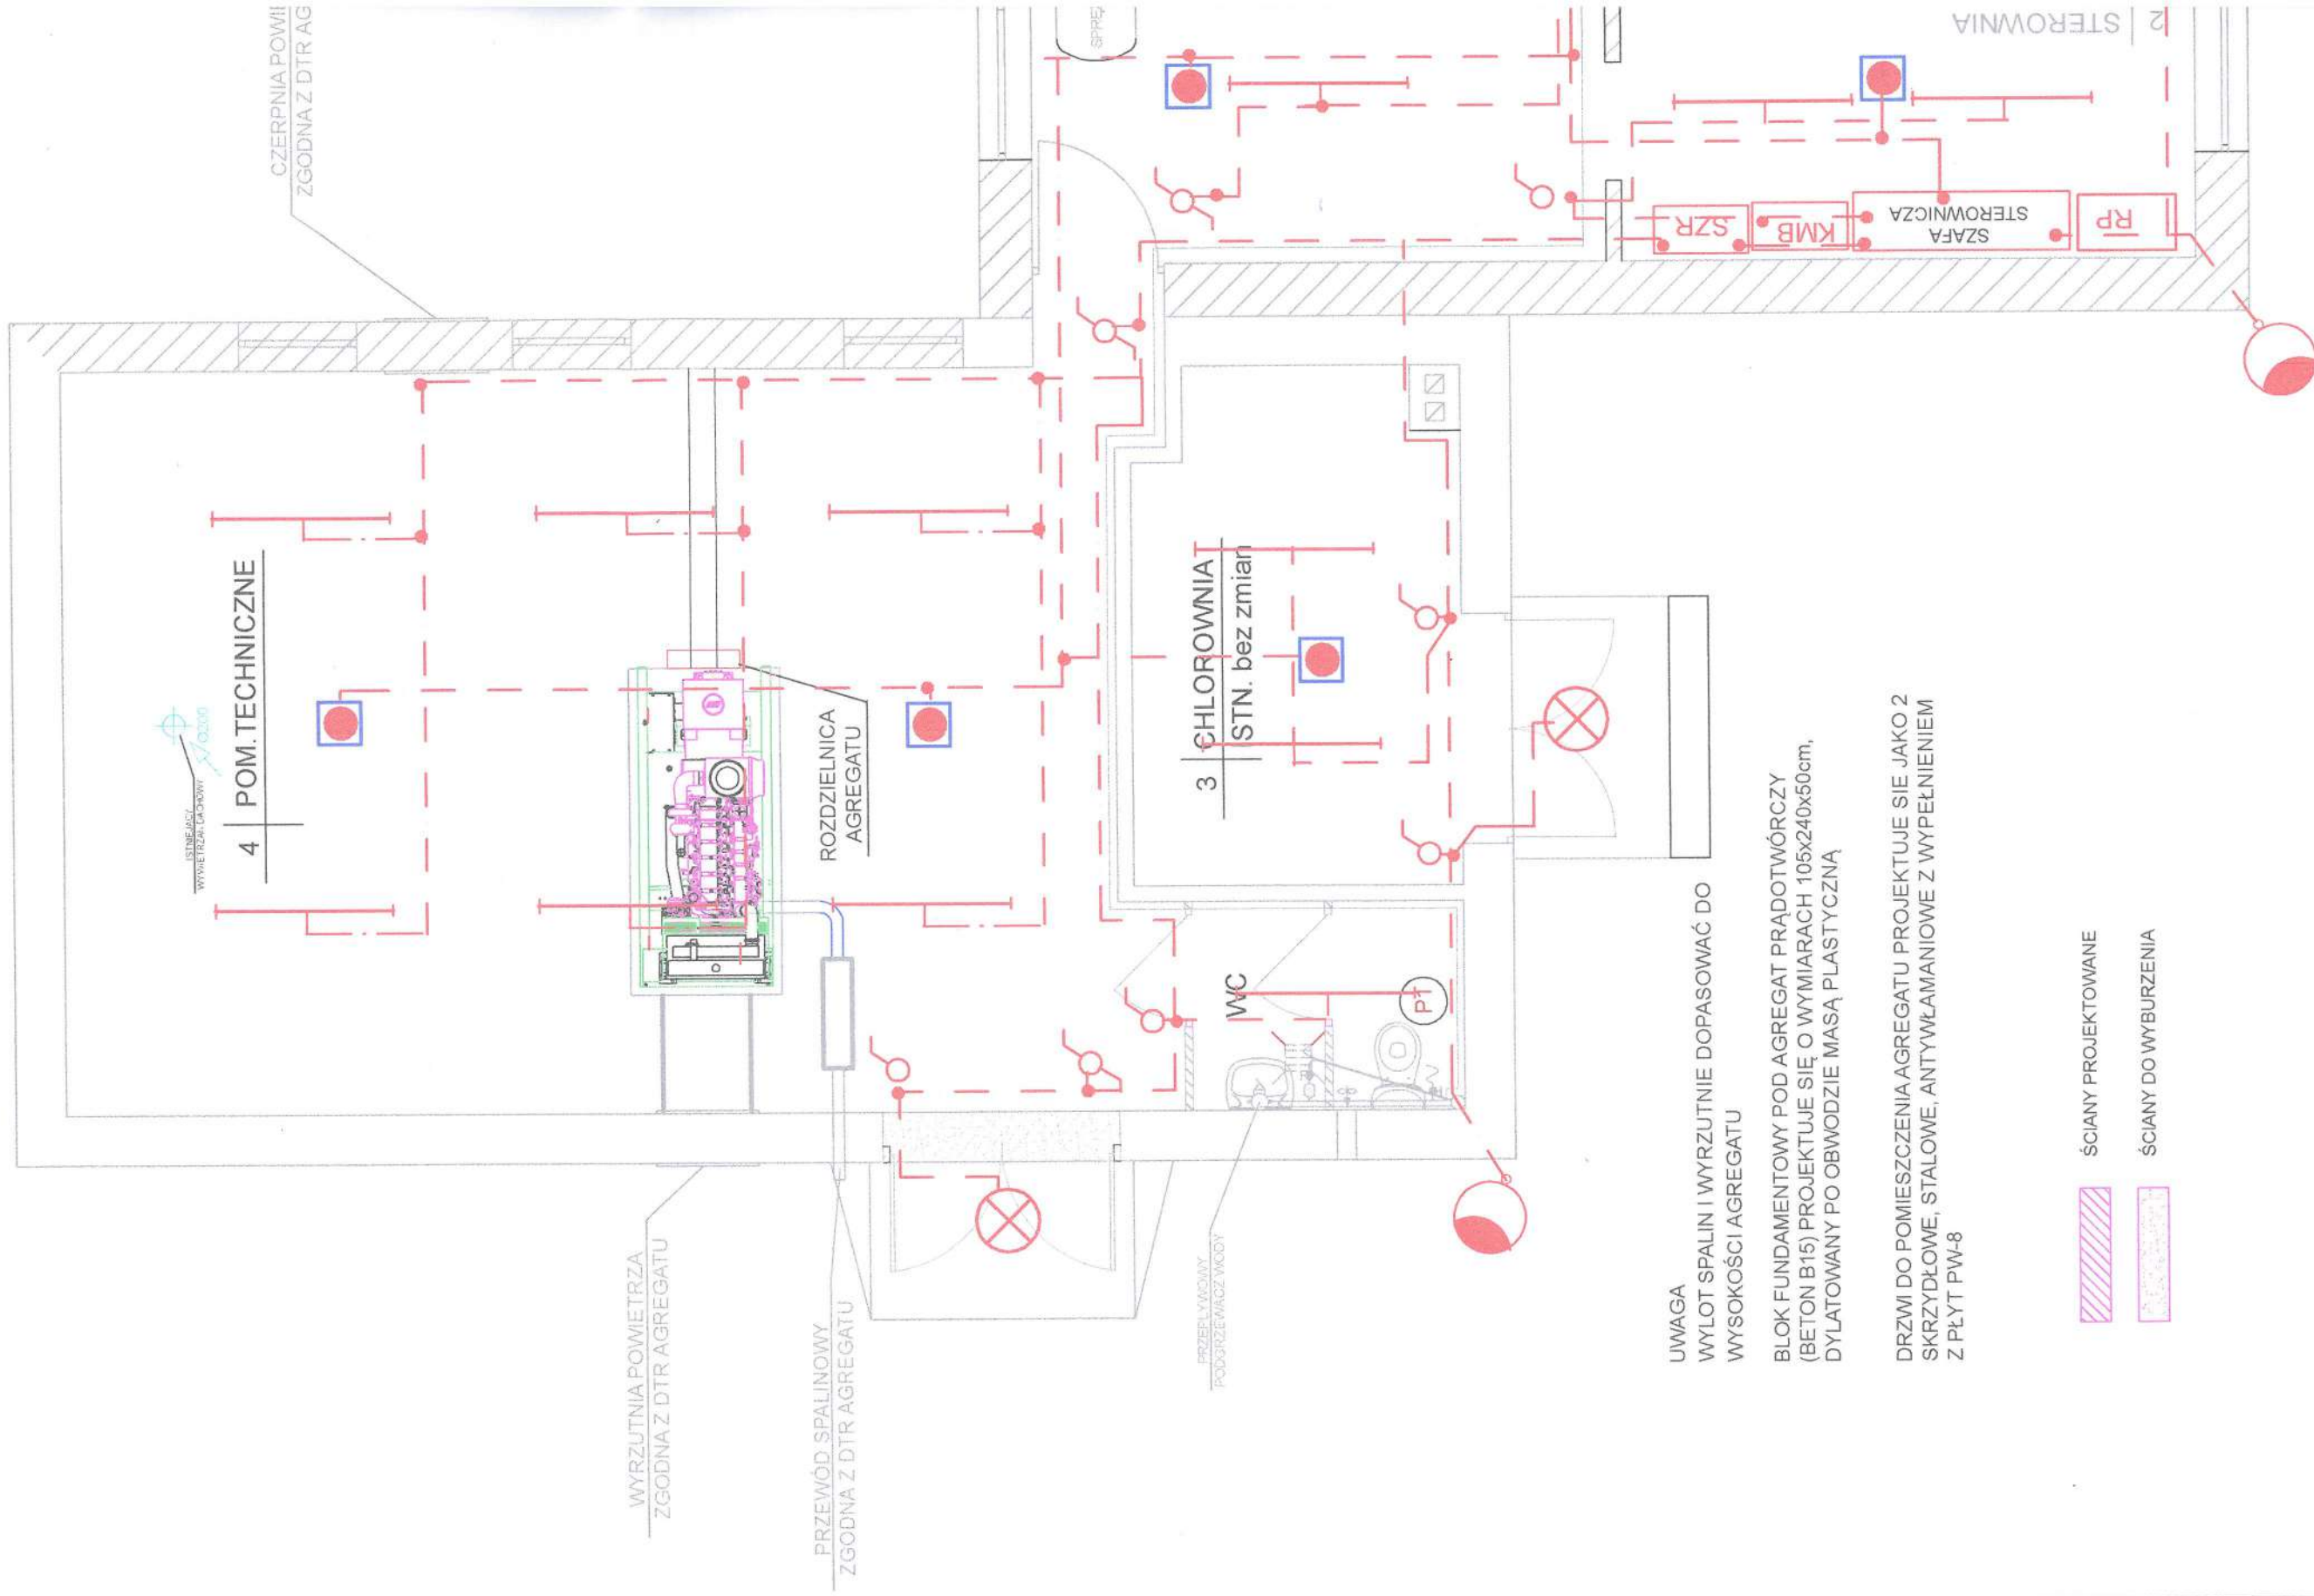 CZERPNIA POWI
ZGODNA Z DTR AG
SPRĘ
2 | STEROWNIA
ISTNIEJĄCY
4 | POM.TECHNICZNE
ROZDZIELNICA
AGREGATU
3 | CHLOROWNIA
STN. bez zmian
SZR
KMB
SZAFA
STEROWNICZA
RP
WC
PT
WYRZUTNIA POWIETRZA
ZGODNA Z DTR AGREGATU
PRZEWÓD SPALINOWY
ZGODNA Z DTR AGREGATU
PRZEPŁYWOWY
PODGRZEWACZ WODY
UWAGA
WYLOT SPALIN I WYRZUTNIE DOPASOWAĆ DO
WYSOKOŚCI AGREGATU
BLOK FUNDAMENTOWY POD AGREGAT PRĄDOTWÓRCZY
(BETON B15) PROJEKTUJE SIĘ O WYMIARACH 105x240x50cm,
DYLATOWANY PO OBWODZIE MASĄ PLASTYCZNĄ
DRZWI DO POMIESZCZENIA AGREGATU PROJEKTUJE SIE JAKO 2
SKRZYDŁOWE, STALOWE, ANTYWŁAMANIOWE Z WYPEŁNIENIEM
Z PŁYT PW-8
ŚCIANY PROJEKTOWANE
ŚCIANY DO WYBURZENIA